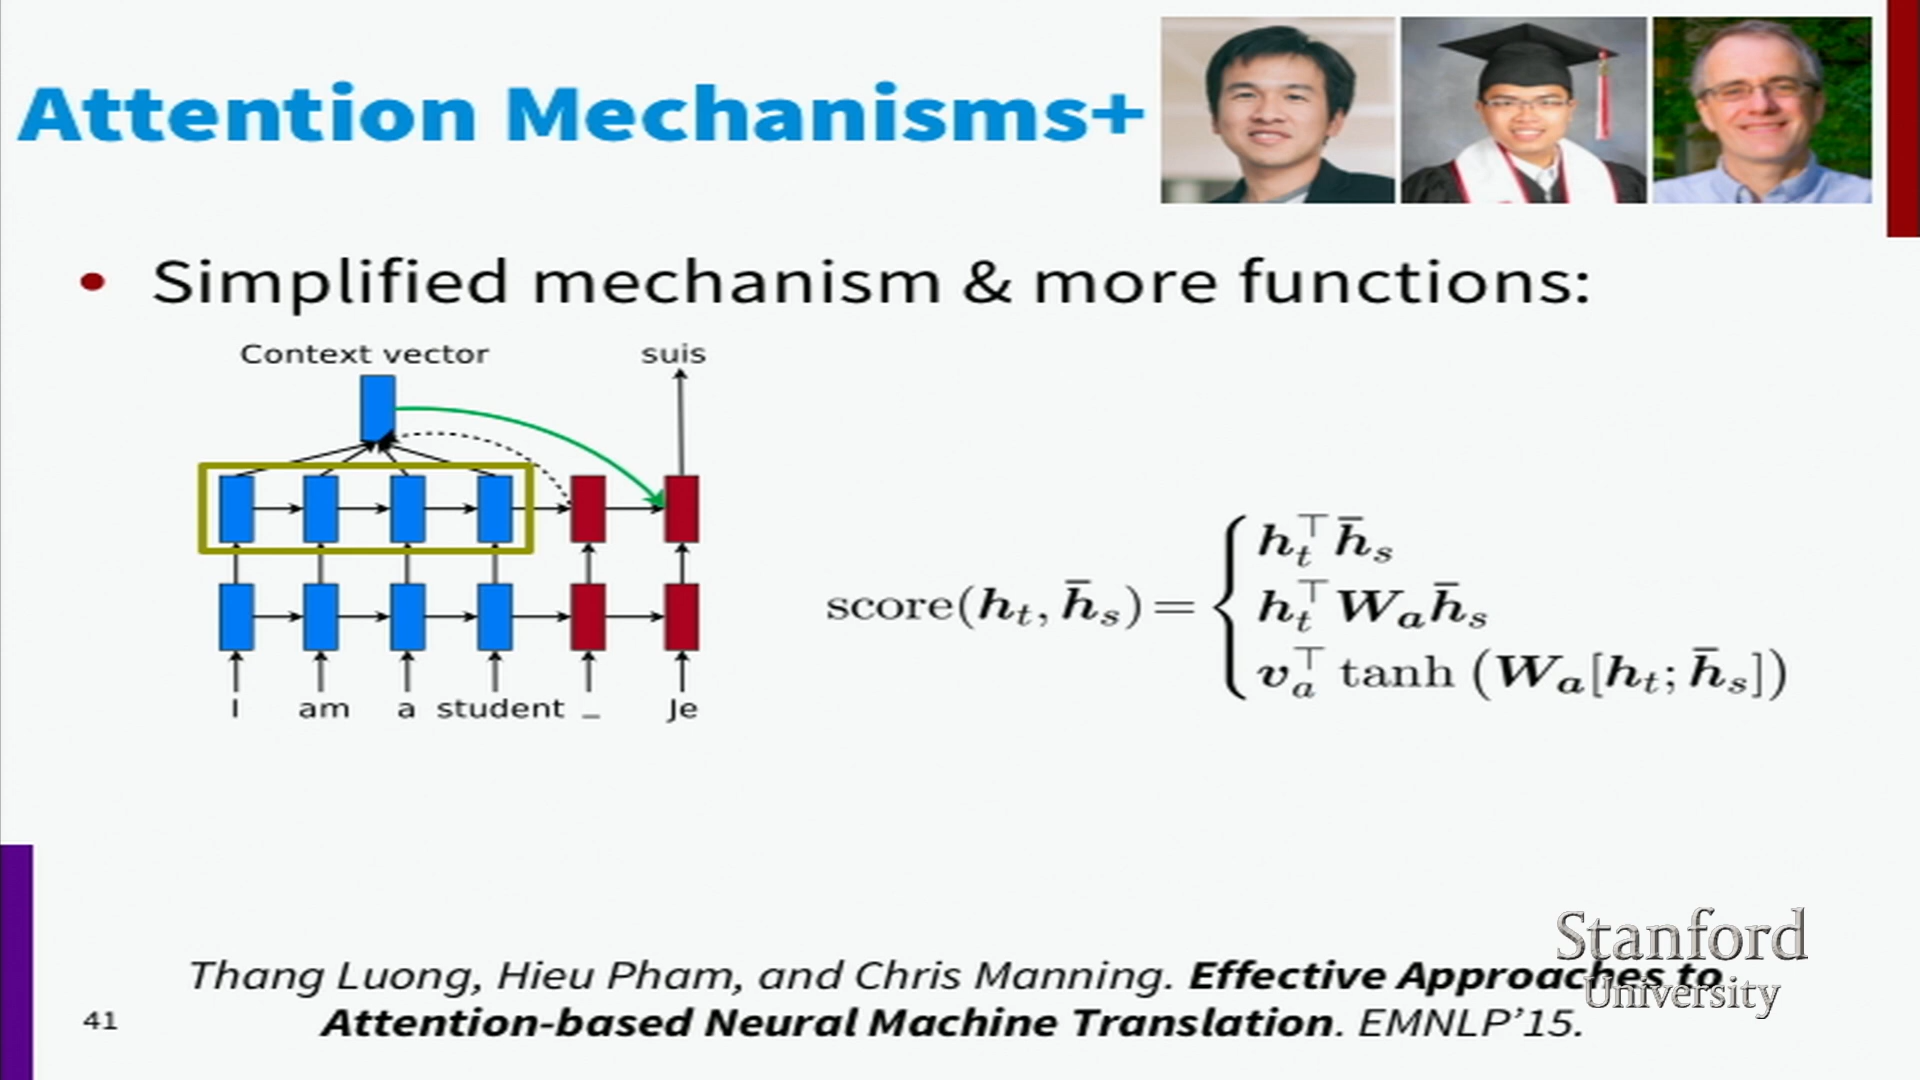 Attention Mechanisms+
• Simplified mechanism & more functions:
Context vector
suis
I am a student _ Je
score(h_t, h̄_s) = { h_t^⊤ h̄_s
h_t^⊤ W_a h̄_s
v_a^⊤ tanh (W_a[h_t; h̄_s])
Thang Luong, Hieu Pham, and Chris Manning. Effective Approaches to
Attention-based Neural Machine Translation. EMNLP’15.
41
Stanford
University